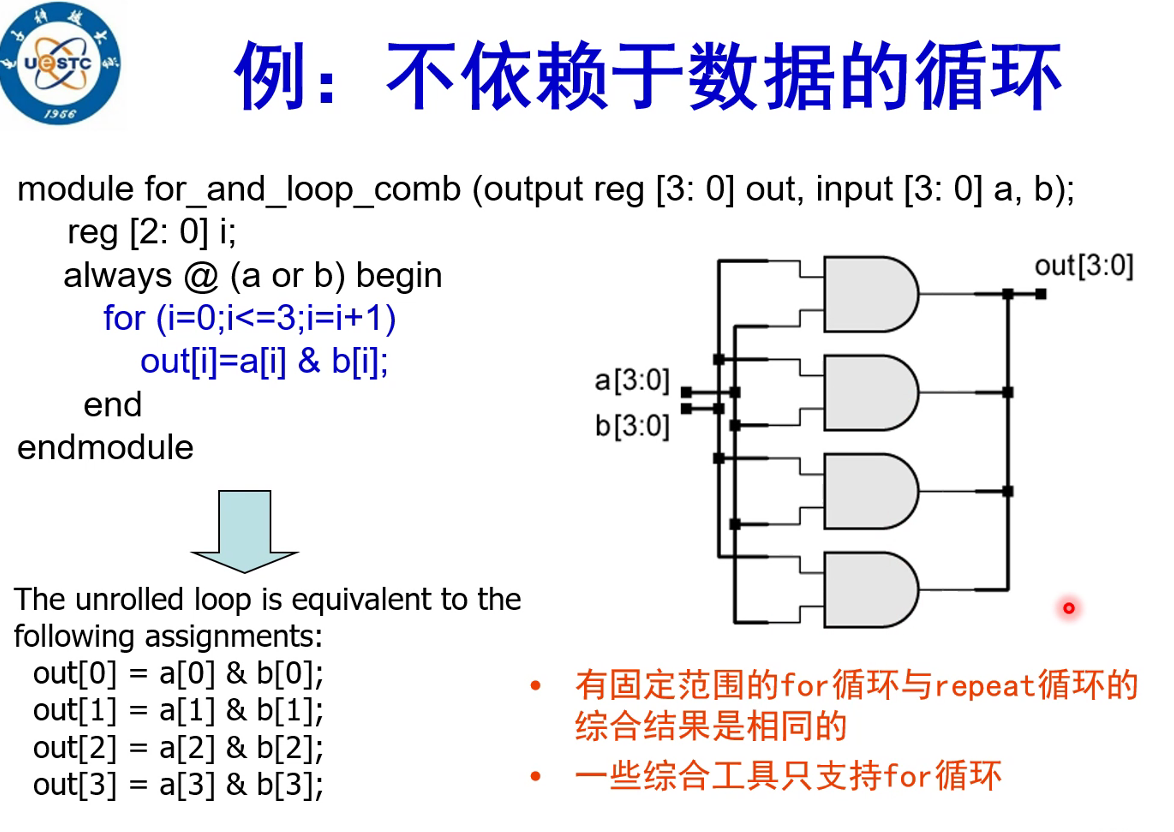 UESTC
1956
例：不依赖于数据的循环
module for_and_loop_comb (output reg [3: 0] out, input [3: 0] a, b);
reg [2: 0] i;
always @ (a or b) begin
for (i=0;i<=3;i=i+1)
out[i]=a[i] & b[i];
end
endmodule
out[3:0]
a[3:0]
b[3:0]
The unrolled loop is equivalent to the
following assignments:
out[0] = a[0] & b[0];
out[1] = a[1] & b[1];
out[2] = a[2] & b[2];
out[3] = a[3] & b[3];
• 有固定范围的for循环与repeat循环的
综合结果是相同的
• 一些综合工具只支持for循环